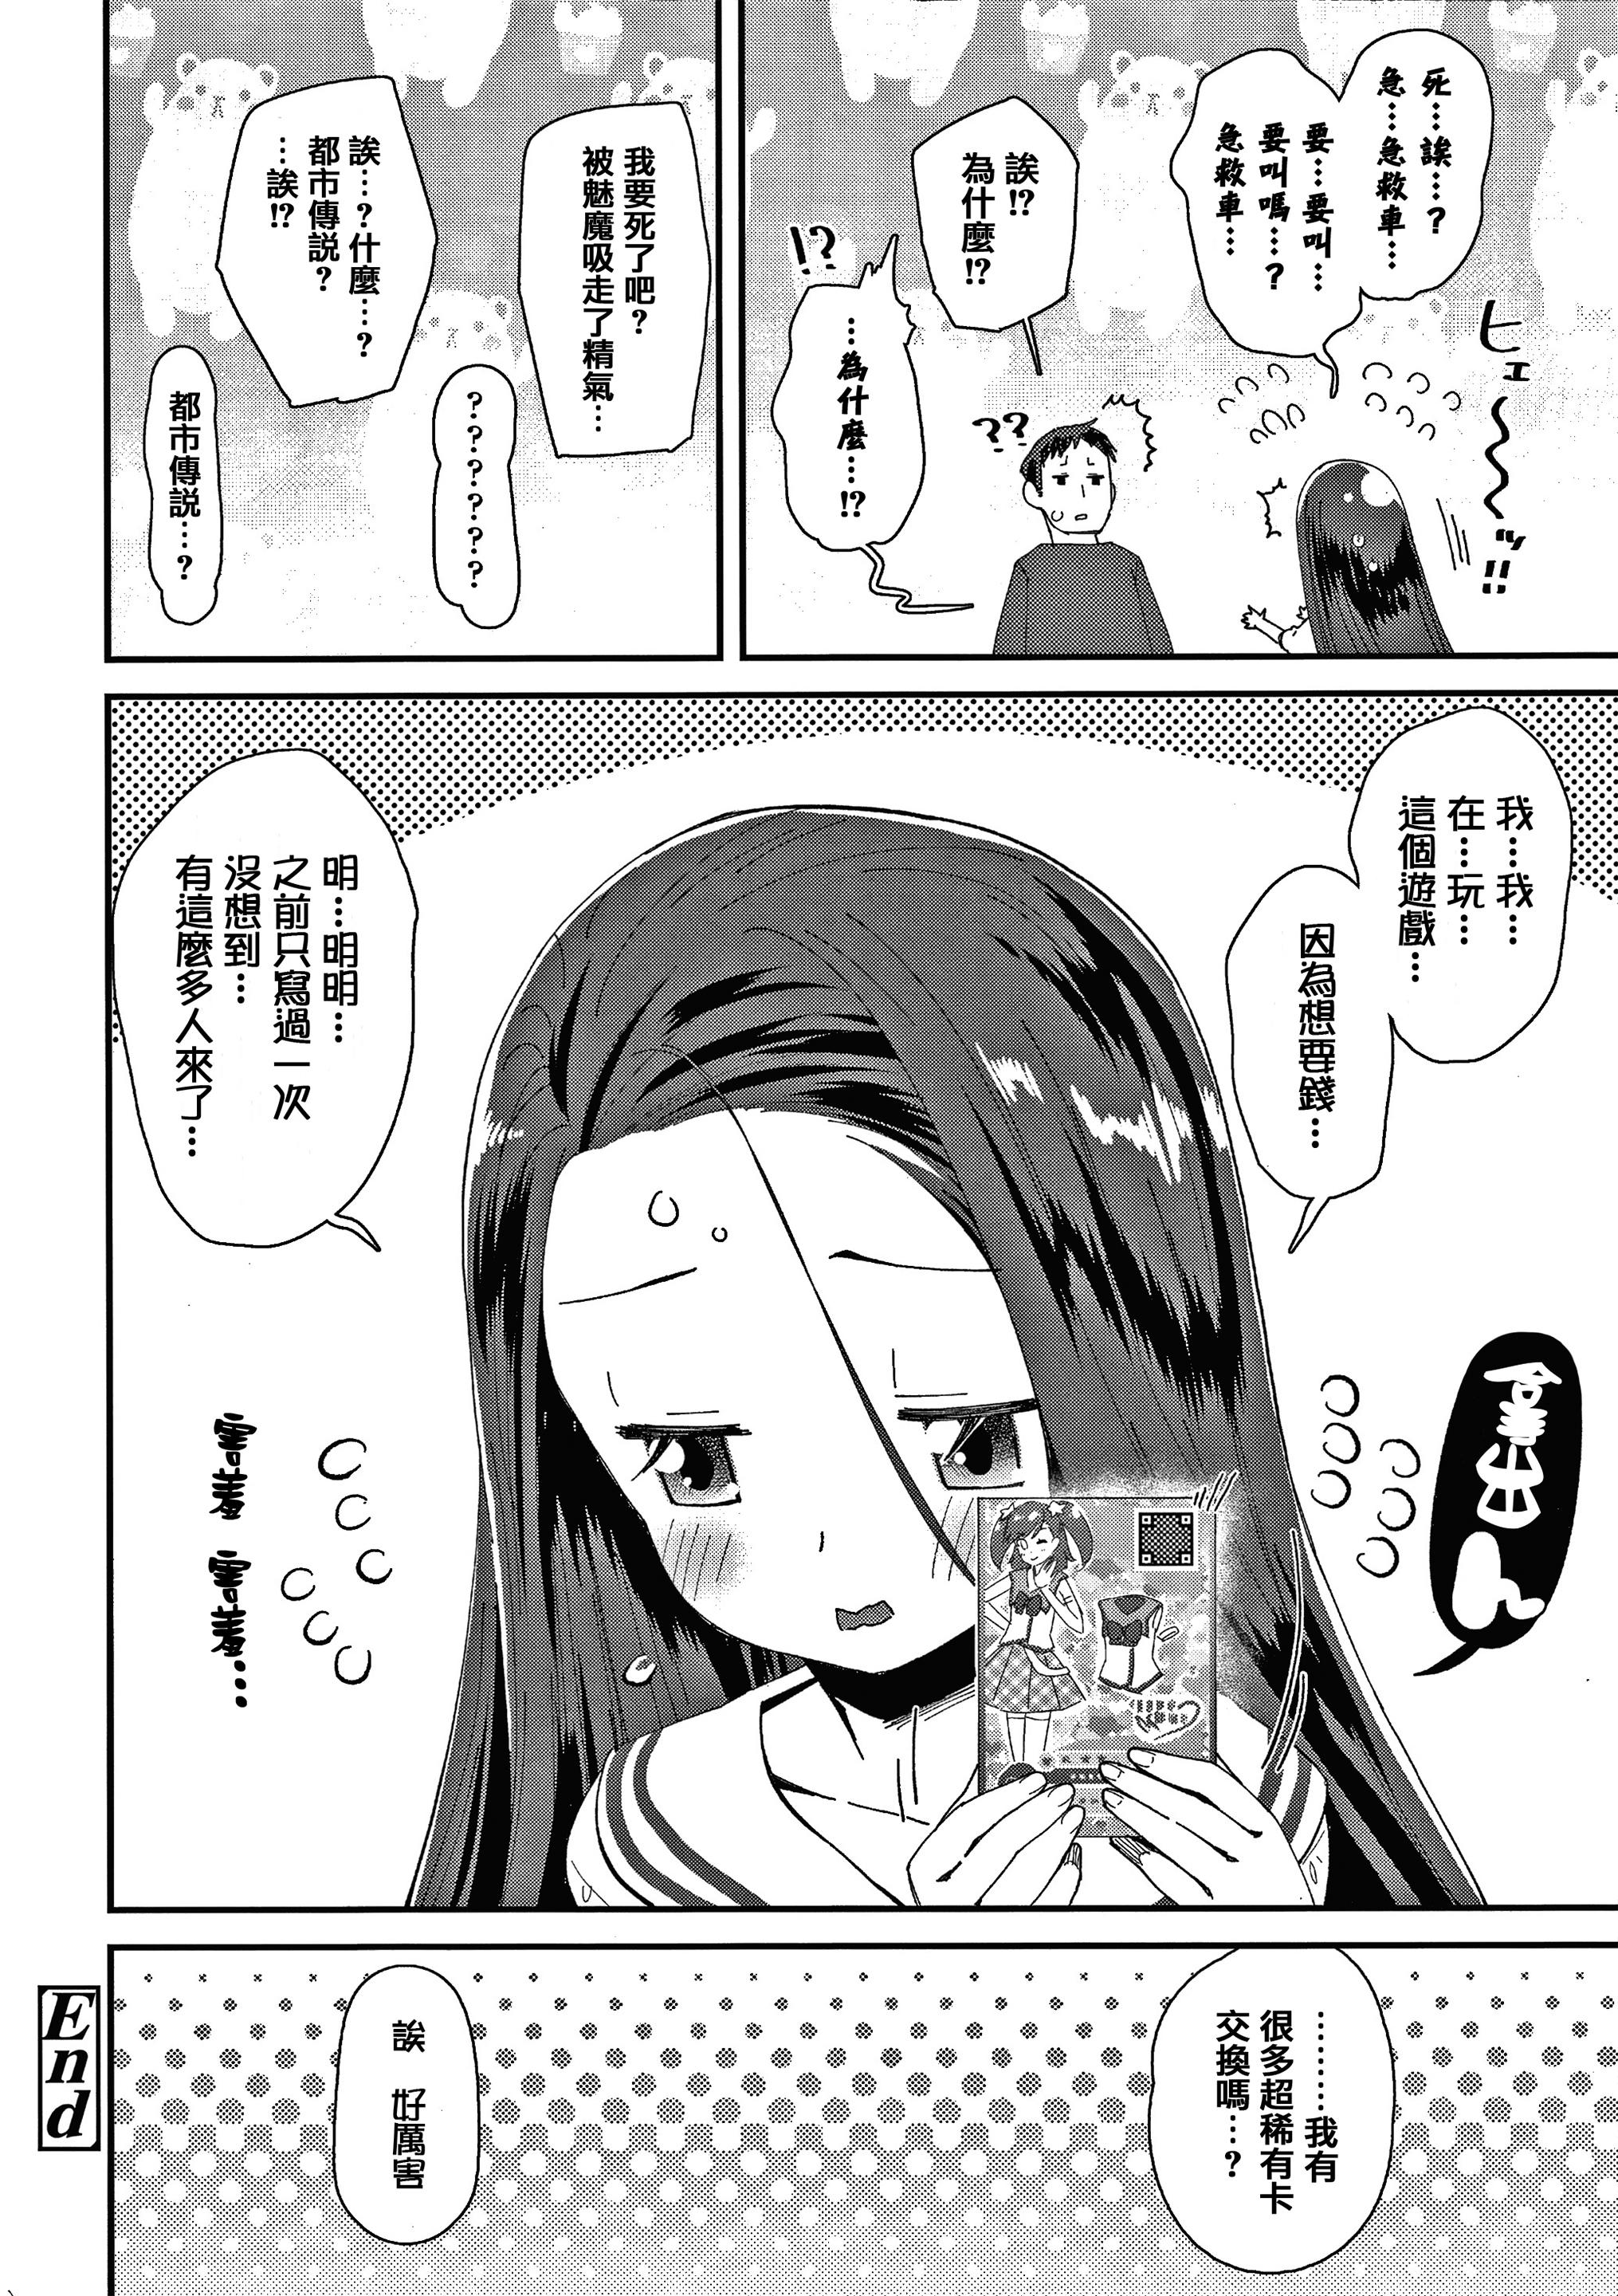 死…誒…?
急…急救車…
要…要叫…
要叫嗎…?
急救車…
ヒェ〜〜〜ッ!!
誒!?
為什麼!?
!?
…為什麼…!?
??
我要死了吧?
被魅魔吸走了精氣…
???????
誒…?什麼…?
都市傳説?
…誒!?
都市傳説…?
我…我…
在…玩…
這個遊戲…
因為想要錢…
明…明明…
之前只寫過一次
沒想到…
有這麼多人來了…
拿出
害羞 害羞…
………我有
很多超稀有卡
交換嗎…?
誒 好厲害
End